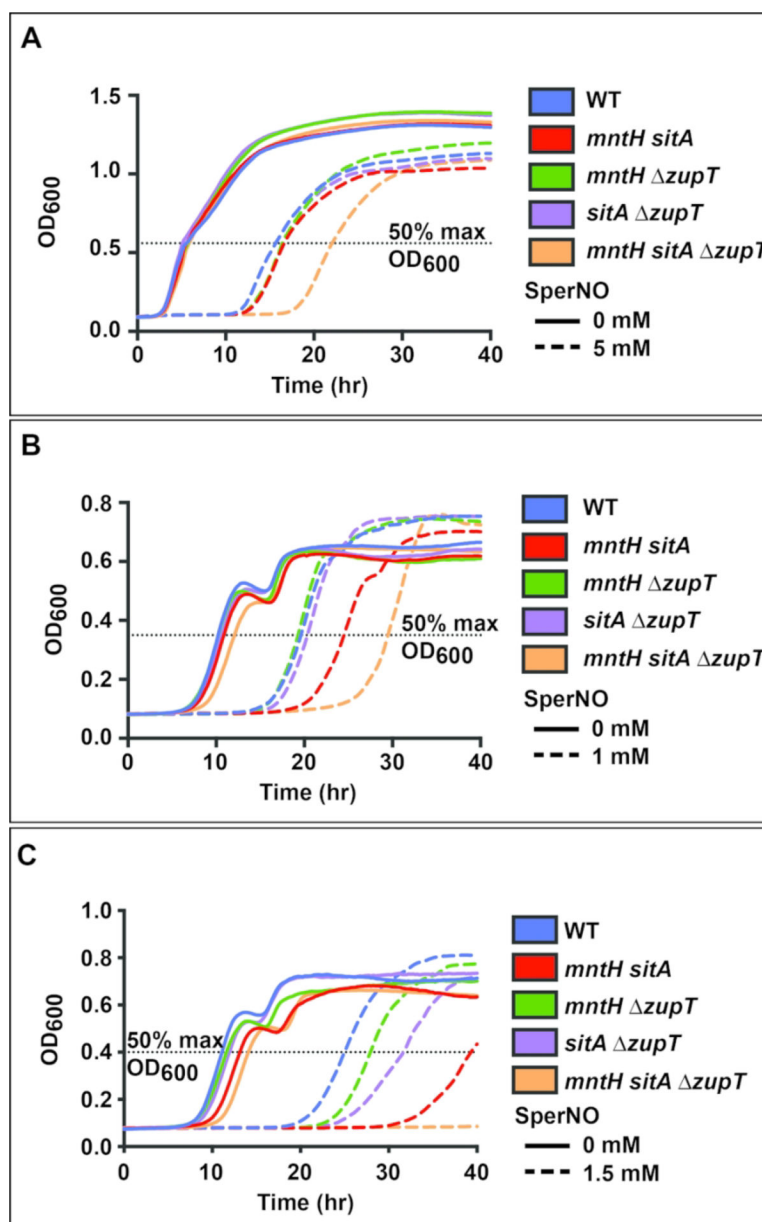 A
1.5
1.0
0.5
0.0
OD600
50% max
OD600
0
10
20
30
40
Time (hr)
WT
mntH sitA
mntH ΔzupT
sitA ΔzupT
mntH sitA ΔzupT
SperNO
0 mM
5 mM
B
0.8
0.6
0.4
0.2
0.0
OD600
50% max
OD600
0
10
20
30
40
Time (hr)
WT
mntH sitA
mntH ΔzupT
sitA ΔzupT
mntH sitA ΔzupT
SperNO
0 mM
1 mM
C
1.0
0.8
0.6
0.4
0.2
0.0
OD600
50% max
OD600
0
10
20
30
40
Time (hr)
WT
mntH sitA
mntH ΔzupT
sitA ΔzupT
mntH sitA ΔzupT
SperNO
0 mM
1.5 mM